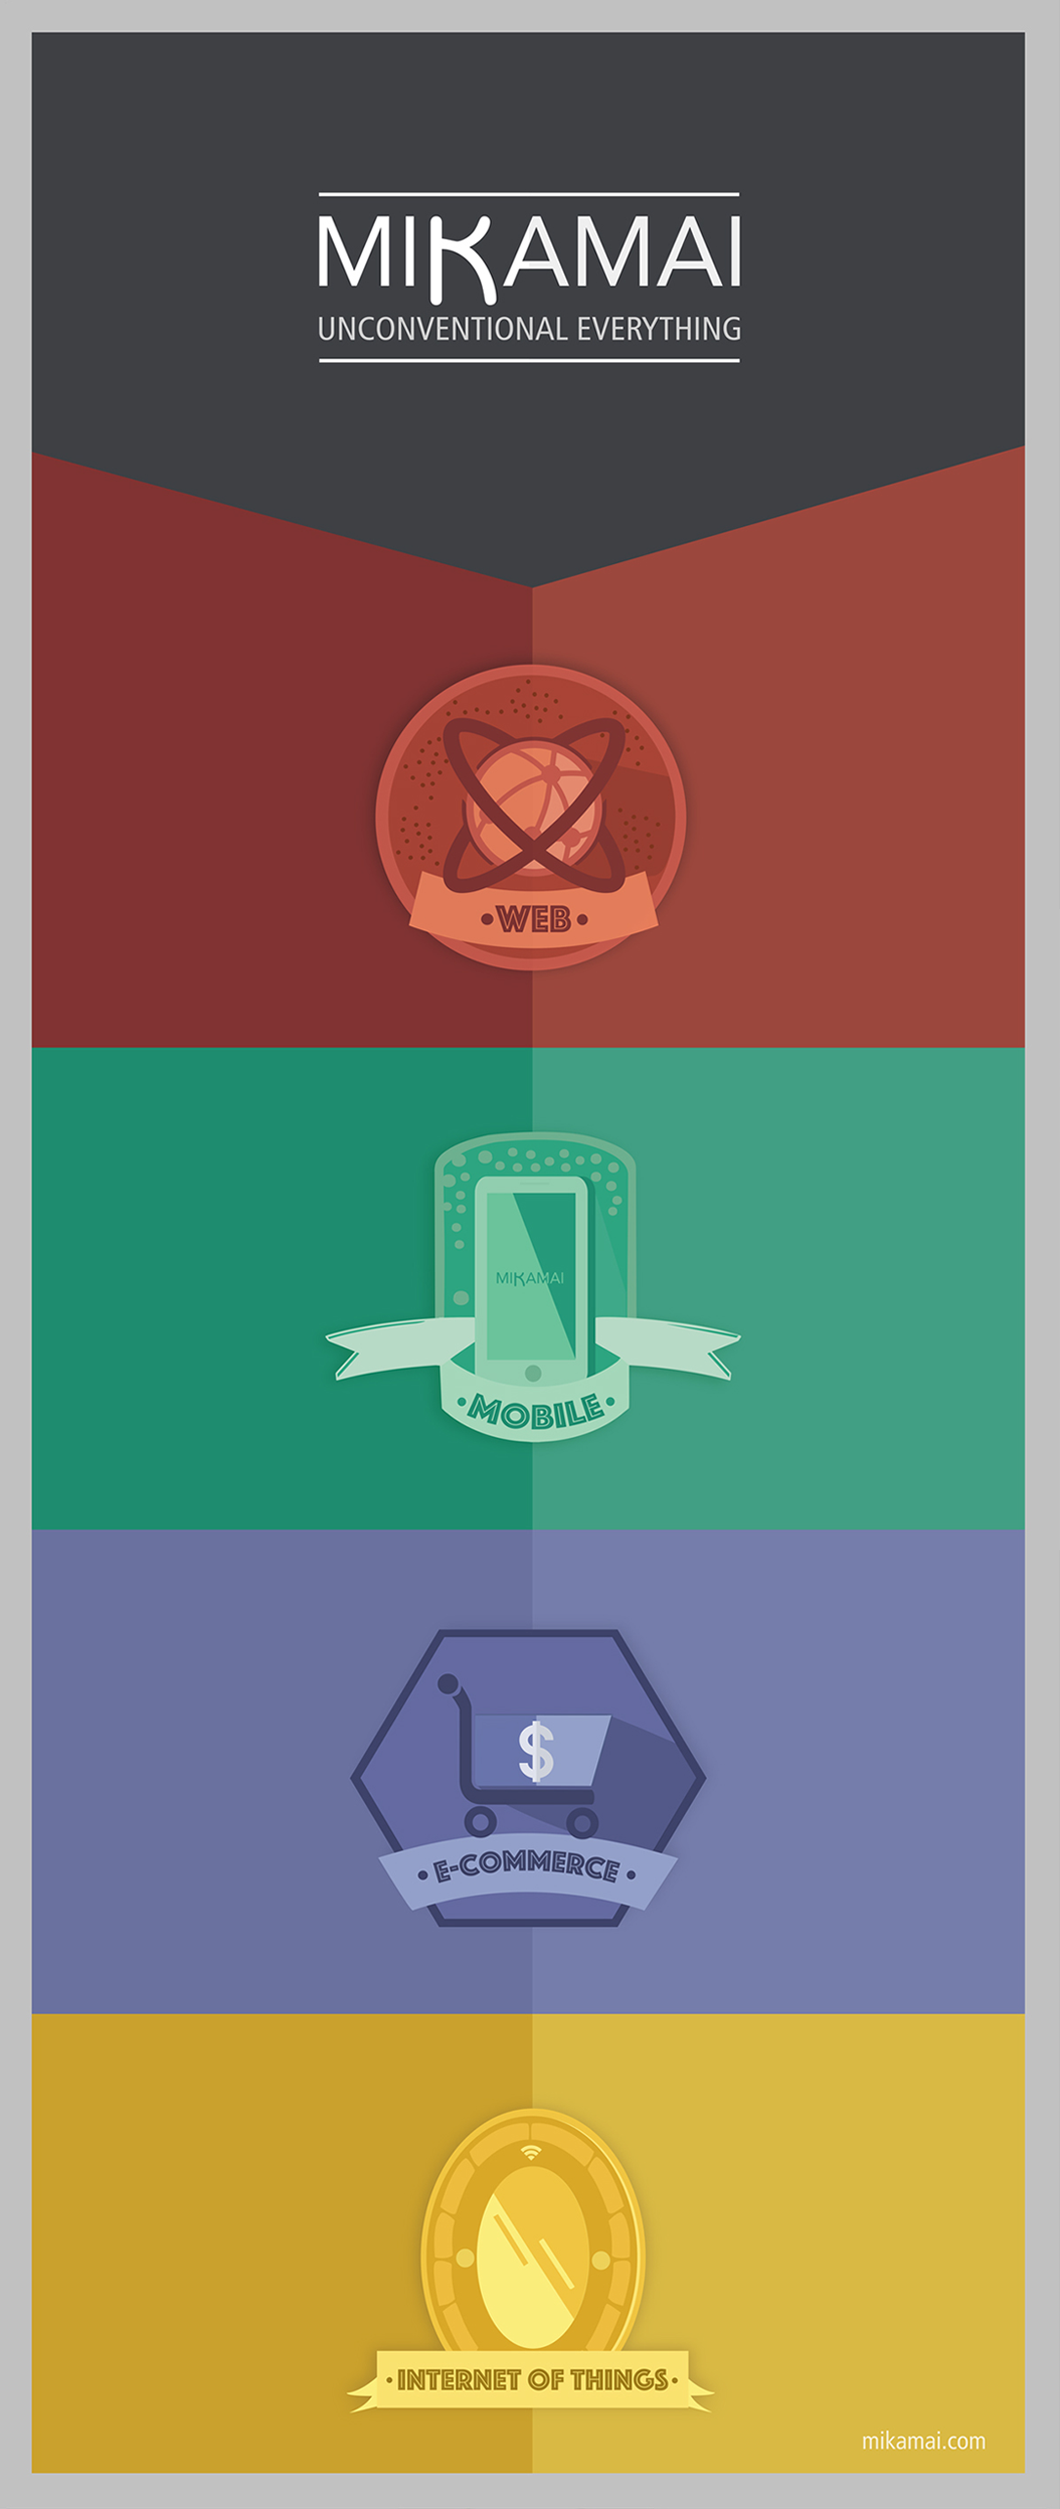 MIKAMAI
UNCONVENTIONAL EVERYTHING
• WEB •
MIKAMAI
• MOBILE •
$
• E-COMMERCE •
• INTERNET OF THINGS •
mikamai.com